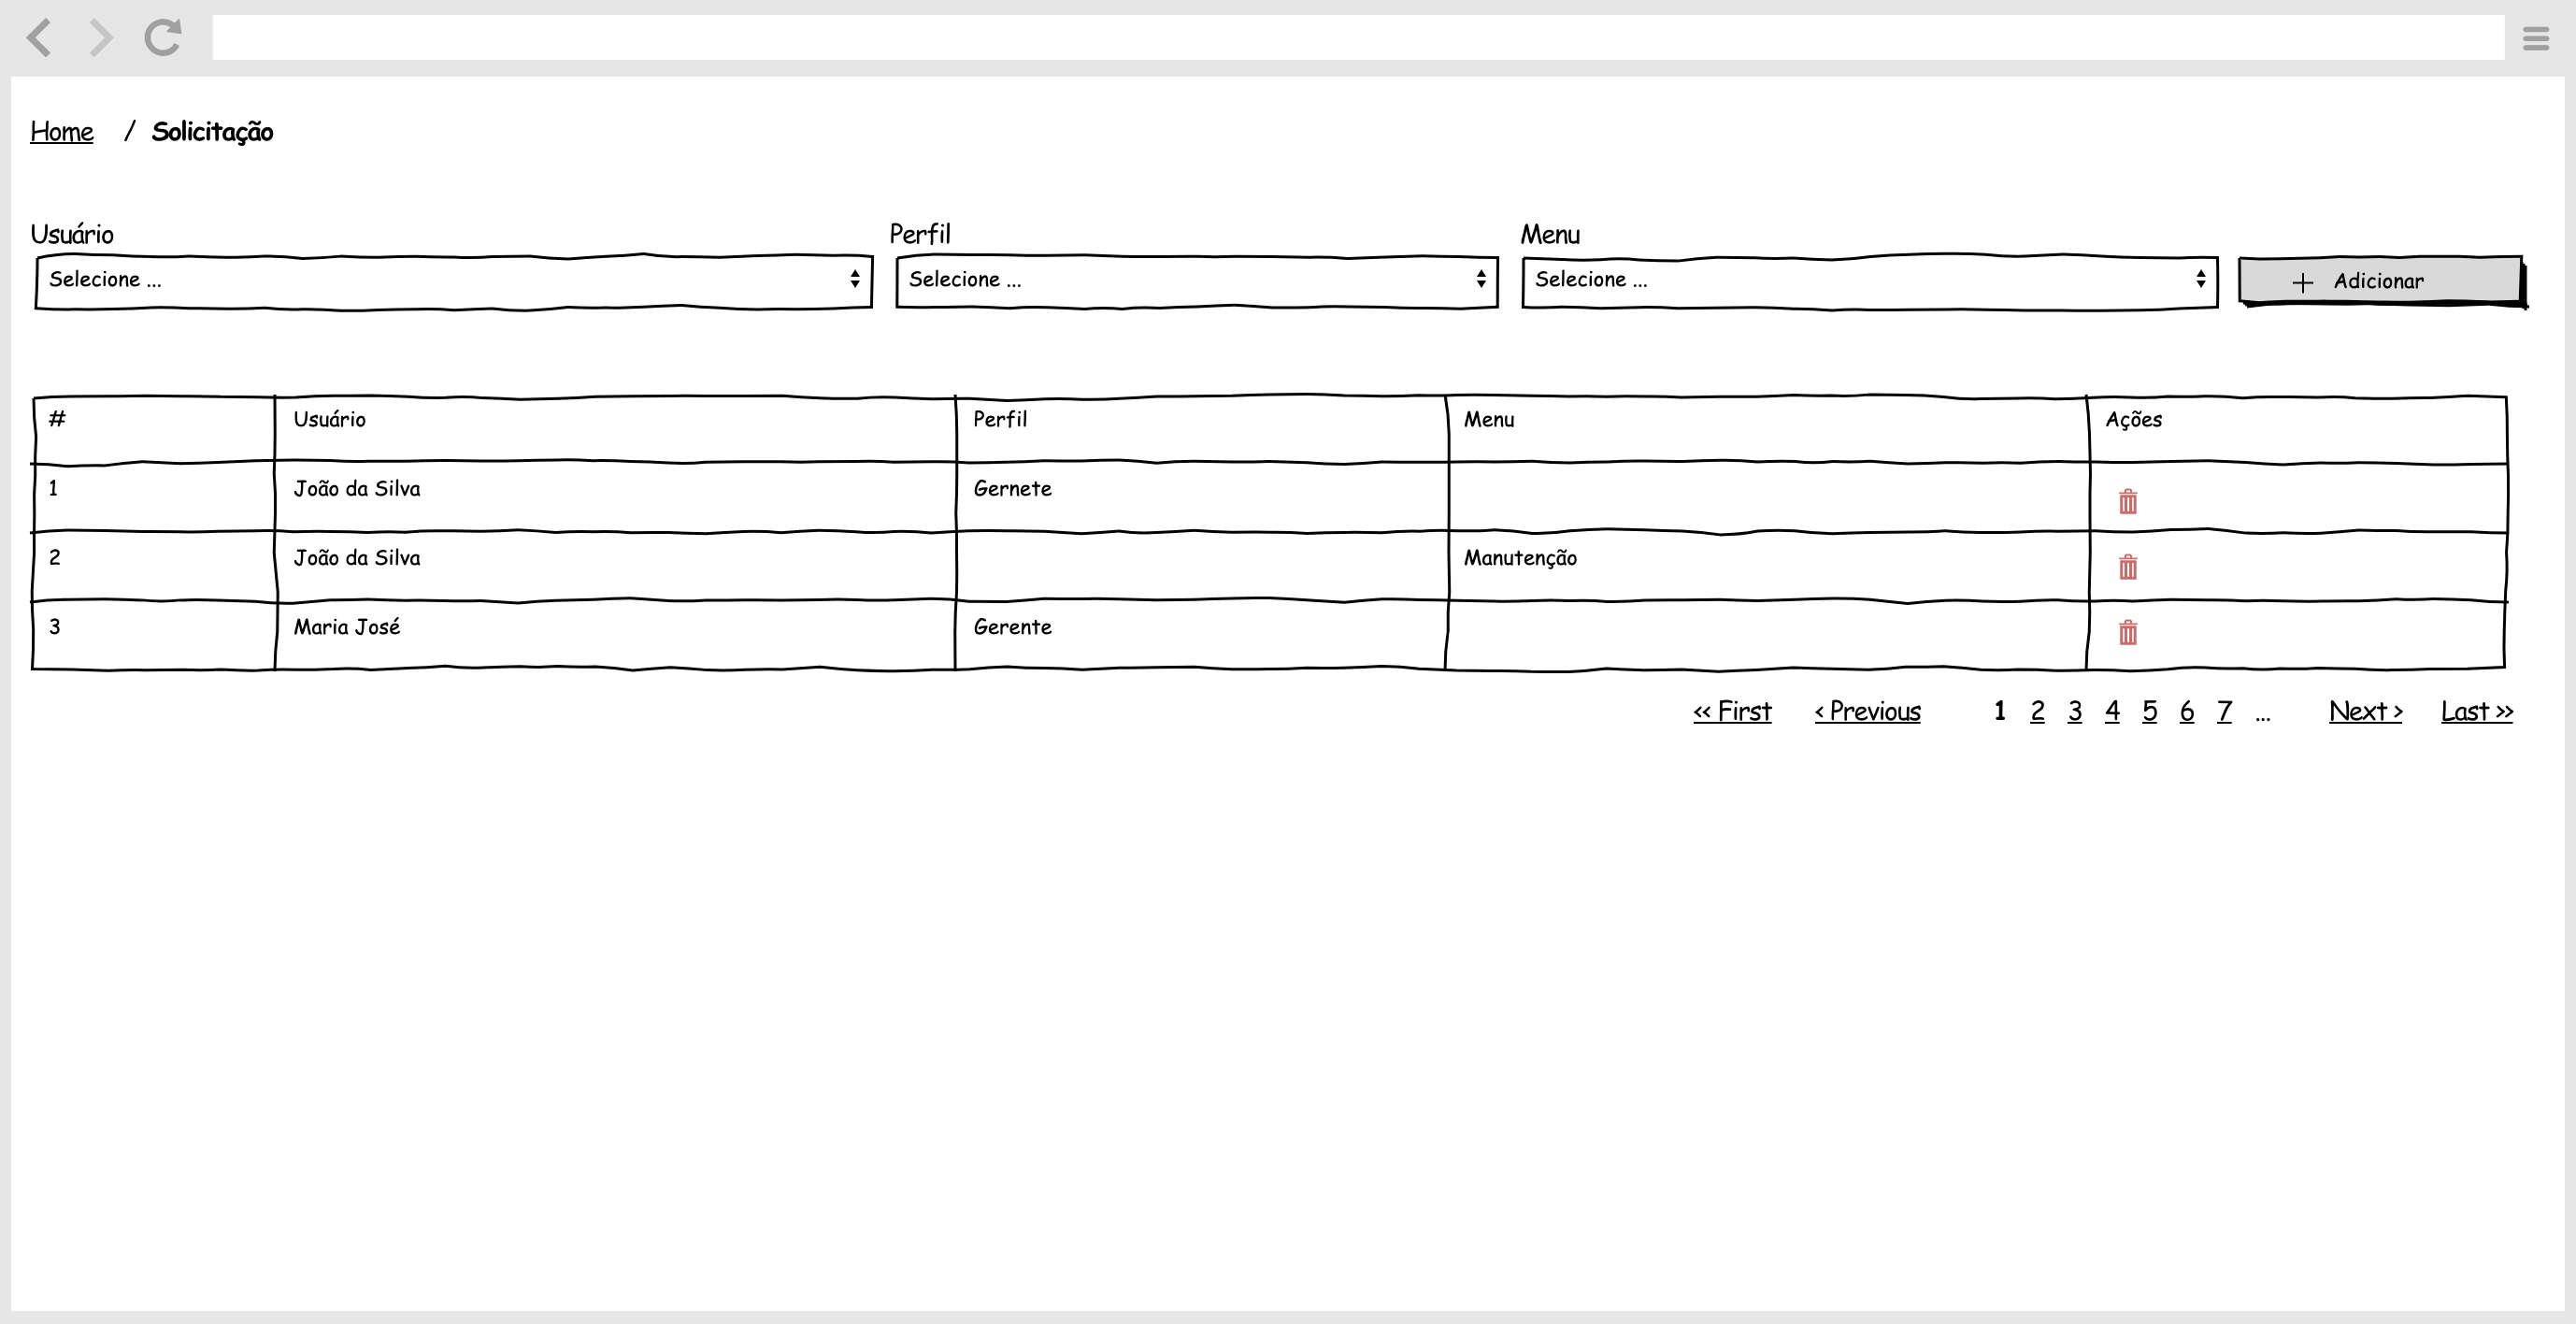 Home / Solicitação
Usuário Perfil Menu
Selecione ... Selecione ... Selecione ... + Adicionar
# Usuário Perfil Menu Ações
1 João da Silva Gernete
2 João da Silva Manutenção
3 Maria José Gerente
<< First < Previous 1 2 3 4 5 6 7 ... Next > Last >>